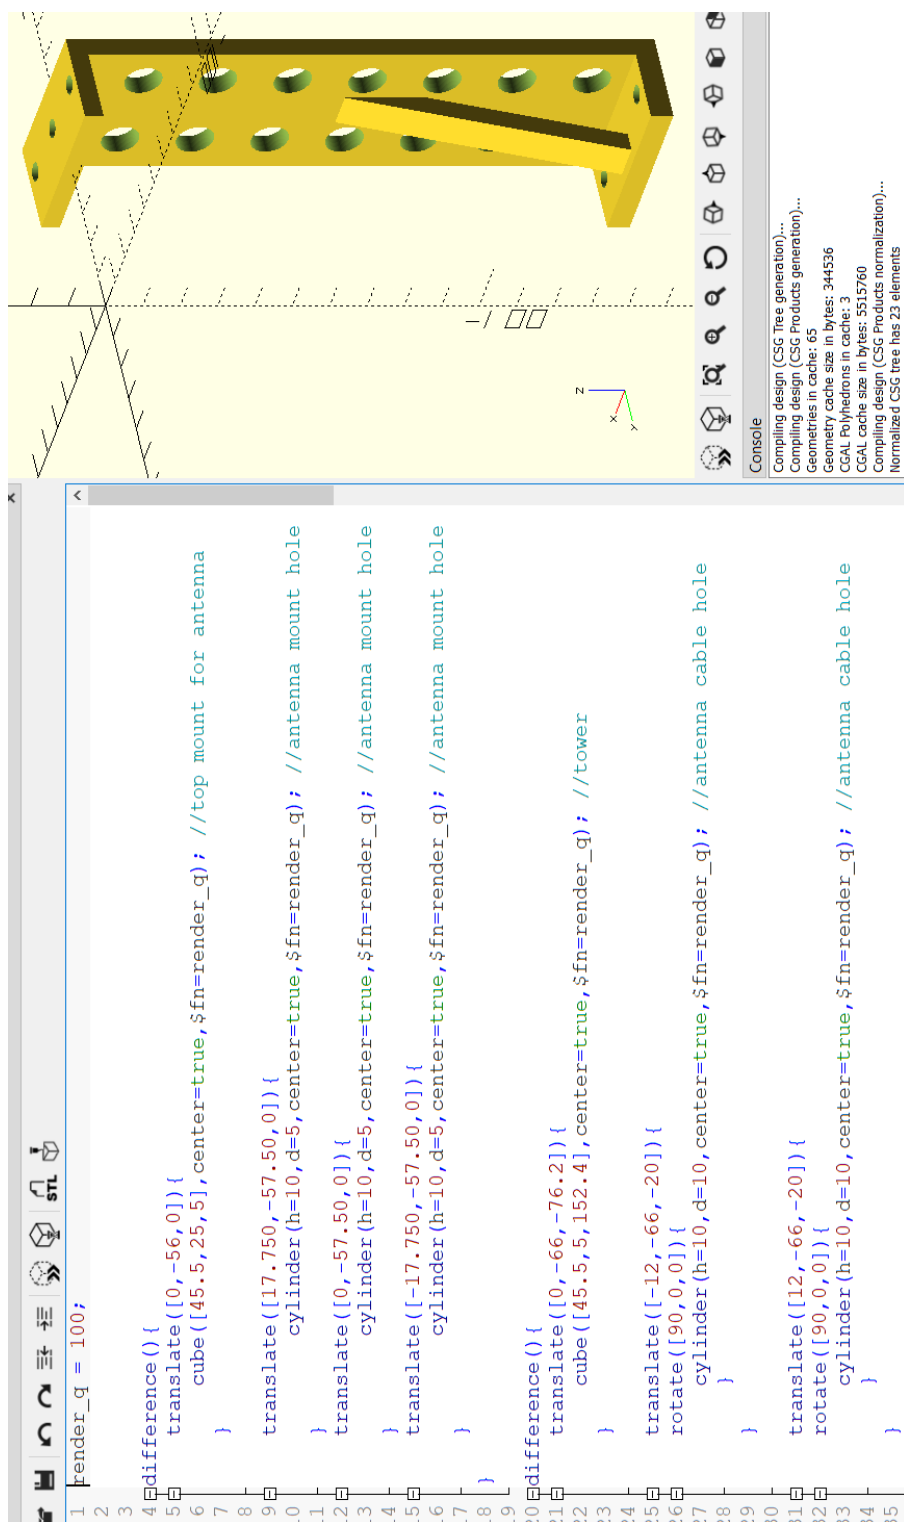 STL
1 render_q = 100;
2
3
4 difference(){
5 translate([0,-56,0]){
6 cube([45.5,25,5],center=true,$fn=render_q); //top mount for antenna
7 }
8
9 translate([17.750,-57.50,0]){
10 cylinder(h=10,d=5,center=true,$fn=render_q); //antenna mount hole
11 }
12 translate([0,-57.50,0]){
13 cylinder(h=10,d=5,center=true,$fn=render_q); //antenna mount hole
14 }
15 translate([-17.750,-57.50,0]){
16 cylinder(h=10,d=5,center=true,$fn=render_q); //antenna mount hole
17 }
18 }
19
20 difference(){
21 translate([0,-66,-76.2]){
22 cube([45.5,5,152.4],center=true,$fn=render_q); //tower
23 }
24
25 translate([-12,-66,-20]){
26 rotate([90,0,0]){
27 cylinder(h=10,d=10,center=true,$fn=render_q); //antenna cable hole
28 }
29 }
30
31 translate([12,-66,-20]){
32 rotate([90,0,0]){
33 cylinder(h=10,d=10,center=true,$fn=render_q); //antenna cable hole
34 }
35 }
z
x
Console
Compiling design (CSG Tree generation)...
Compiling design (CSG Products generation)...
Geometries in cache: 65
Geometry cache size in bytes: 344536
CGAL Polyhedrons in cache: 3
CGAL cache size in bytes: 5515760
Compiling design (CSG Products normalization)...
Normalized CSG tree has 23 elements